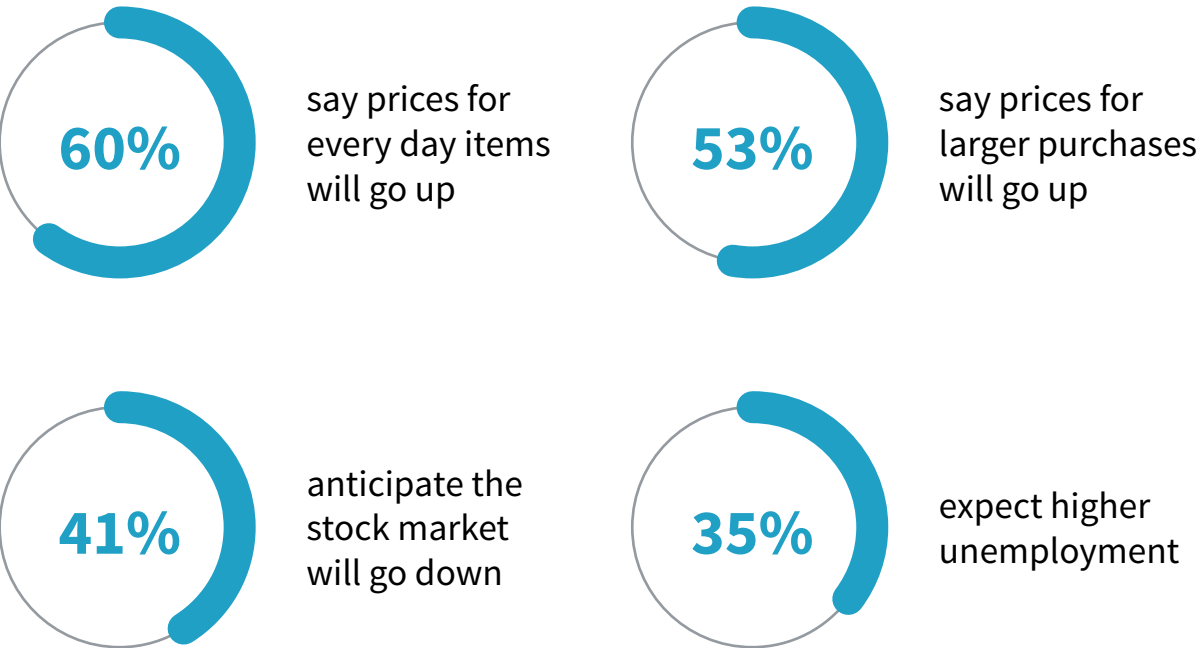 60%
say prices for
every day items
will go up
53%
say prices for
larger purchases
will go up
41%
anticipate the
stock market
will go down
35%
expect higher
unemployment